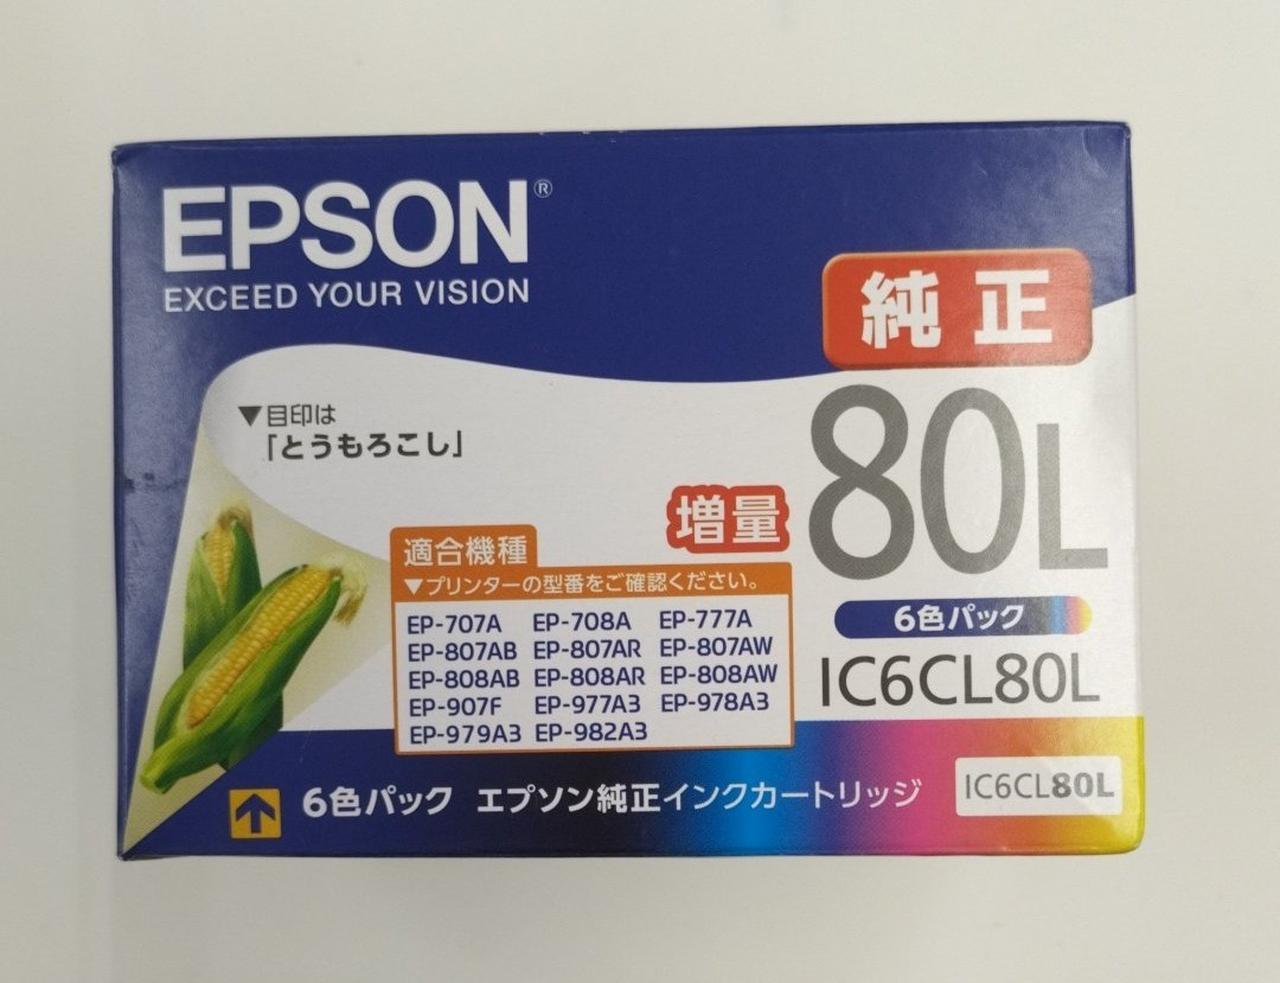 EPSON®
EXCEED YOUR VISION
純正
▼目印は
「とうもろこし」
80L
増量
適合機種
▼プリンターの型番をご確認ください。
EP-707A EP-708A EP-777A
EP-807AB EP-807AR EP-807AW
EP-808AB EP-808AR EP-808AW
EP-907F EP-977A3 EP-978A3
EP-979A3 EP-982A3
6色パック
IC6CL80L
6色パック エプソン純正インクカートリッジ
IC6CL80L